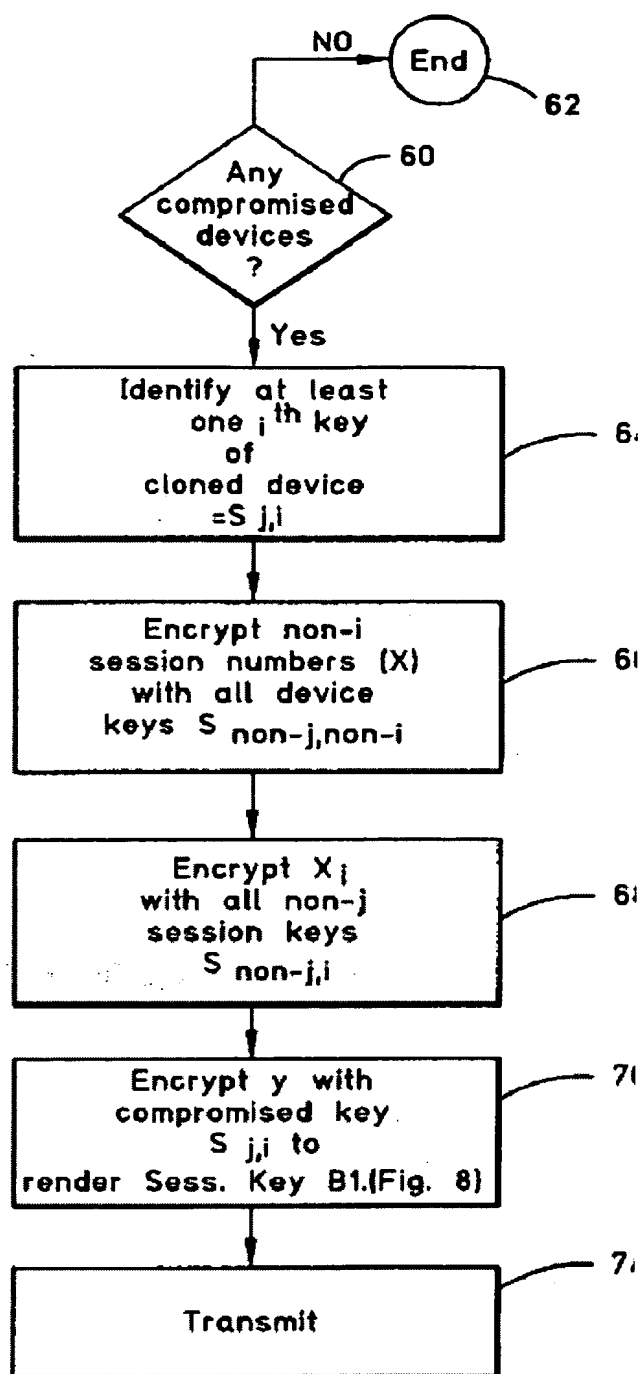 NO
End
62
60
Any
compromised
devices
?
Yes
Identify at least
one i th key
of
cloned device
=S j,i
Encrypt non-i
session numbers (X)
with all device
keys S non-j,non-i
Encrypt X i
with all non-j
session keys
S non-j,i
Encrypt y with
compromised key
S j,i to
render Sess. Key B1.(Fig. 8)
Transmit